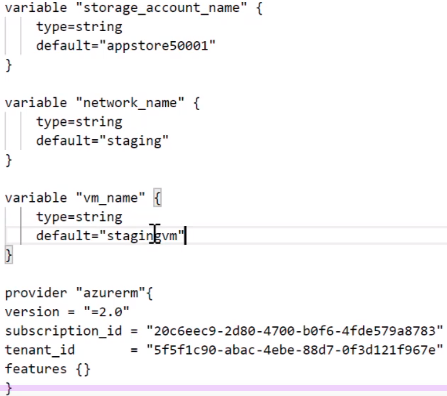 variable "storage_account_name" {
type=string
default="appstore50001"
}
variable "network_name" {
type=string
default="staging"
}
variable "vm_name" {
type=string
default="stagingvm"
}
provider "azurerm"{
version = "=2.0"
subscription_id = "20c6eec9-2d80-4700-b0f6-4fde579a8783"
tenant_id = "5f5f1c90-abac-4ebe-88d7-0f3d121f967e"
features {}
}